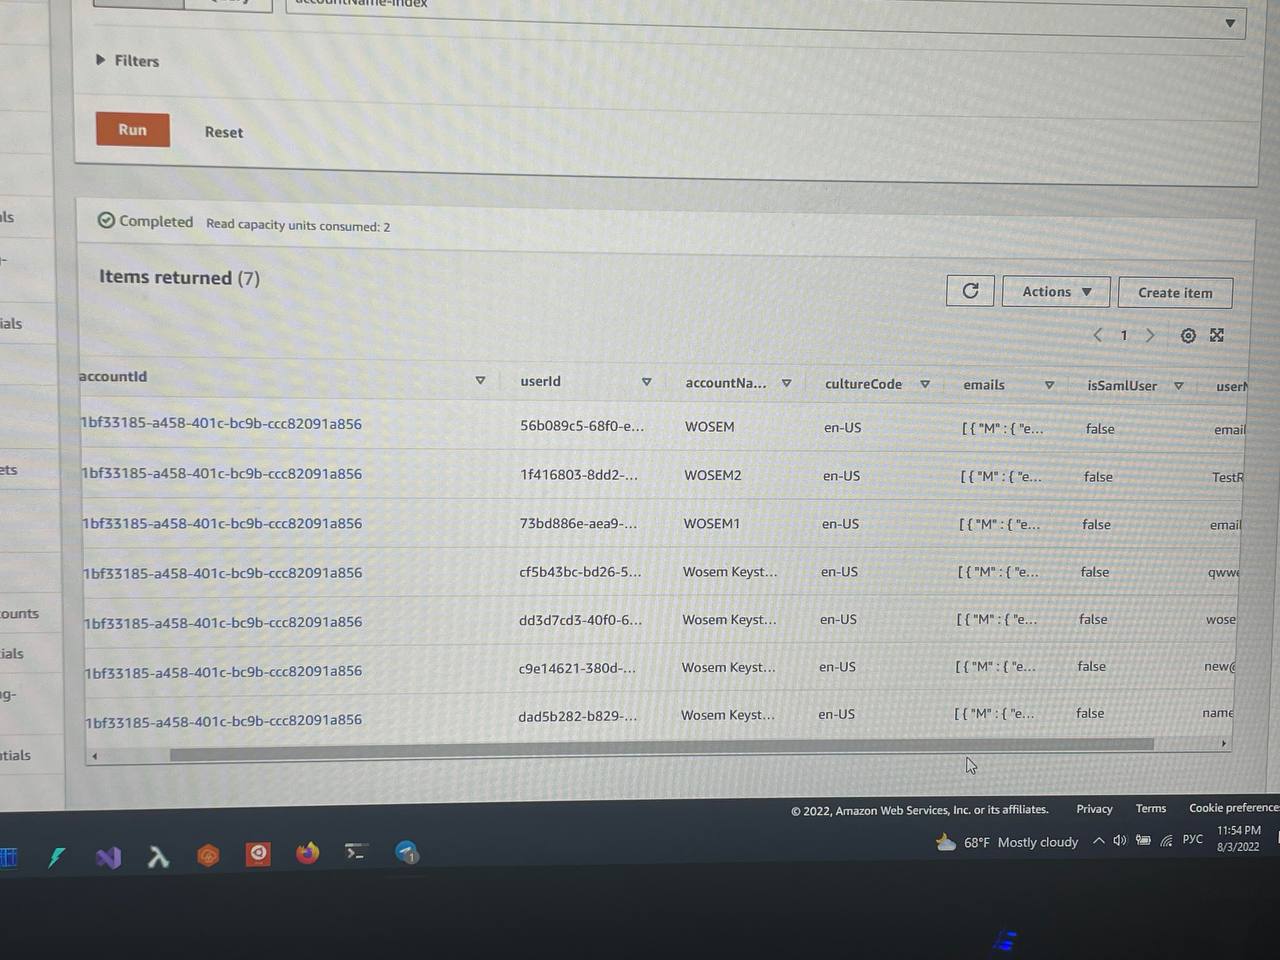 accountName-index
Filters
Run Reset
Completed Read capacity units consumed: 2
Items returned (7)
Actions Create item
1
accountId userId accountNa... cultureCode emails isSamlUser userN
1bf33185-a458-401c-bc9b-ccc82091a856 56b089c5-68f0-e... WOSEM en-US [ { "M" : { "e... false email
1bf33185-a458-401c-bc9b-ccc82091a856 1f416803-8dd2-... WOSEM2 en-US [ { "M" : { "e... false TestR
1bf33185-a458-401c-bc9b-ccc82091a856 73bd886e-aea9-... WOSEM1 en-US [ { "M" : { "e... false email
1bf33185-a458-401c-bc9b-ccc82091a856 cf5b43bc-bd26-5... Wosem Keyst... en-US [ { "M" : { "e... false qwwe
1bf33185-a458-401c-bc9b-ccc82091a856 dd3d7cd3-40f0-6... Wosem Keyst... en-US [ { "M" : { "e... false wose
1bf33185-a458-401c-bc9b-ccc82091a856 c9e14621-380d-... Wosem Keyst... en-US [ { "M" : { "e... false new@
1bf33185-a458-401c-bc9b-ccc82091a856 dad5b282-b829-... Wosem Keyst... en-US [ { "M" : { "e... false name
als
ials
ets
counts
ials
ng-
ntials
© 2022, Amazon Web Services, Inc. or its affiliates. Privacy Terms Cookie preference
68°F Mostly cloudy РУС 11:54 PM
8/3/2022
1